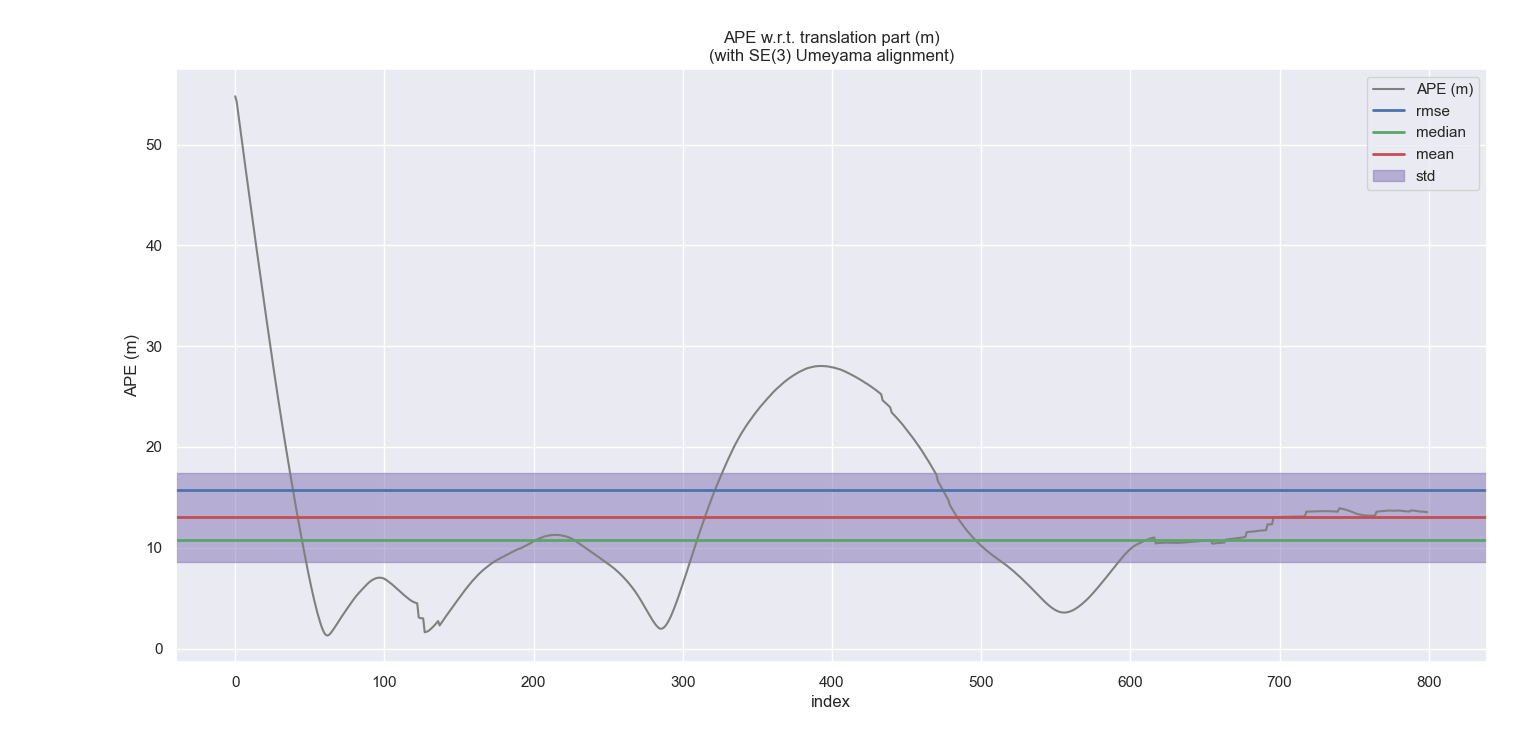 APE w.r.t. translation part (m)
(with SE(3) Umeyama alignment)
APE (m)
rmse
median
mean
std
APE (m)
50
40
30
20
10
0
0 100 200 300 400 500 600 700 800
index